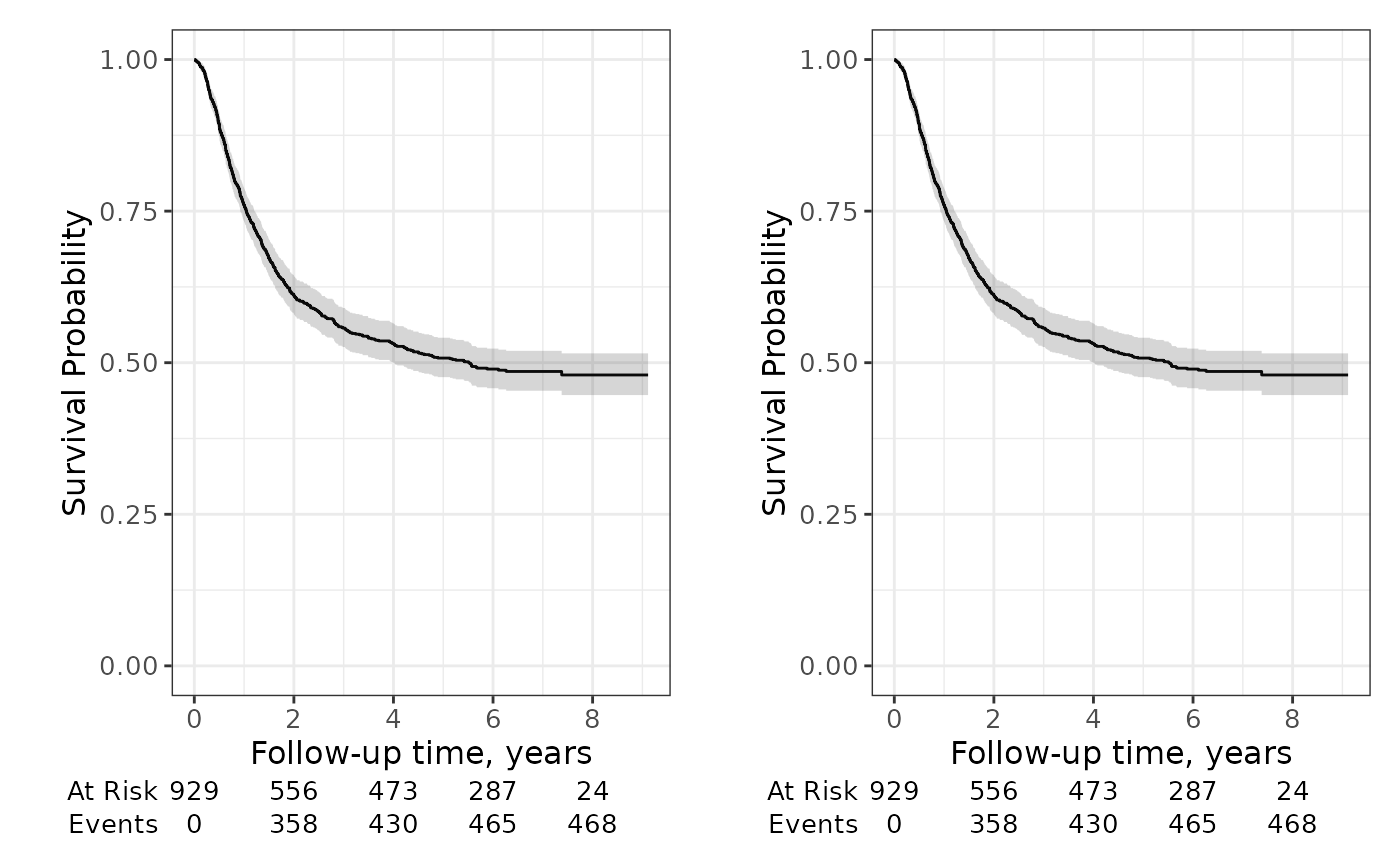 Survival Probability
1.00
0.75
0.50
0.25
0.00
0 2 4 6 8
Follow-up time, years
At Risk 929 556 473 287 24
Events 0 358 430 465 468
Survival Probability
1.00
0.75
0.50
0.25
0.00
0 2 4 6 8
Follow-up time, years
At Risk 929 556 473 287 24
Events 0 358 430 465 468